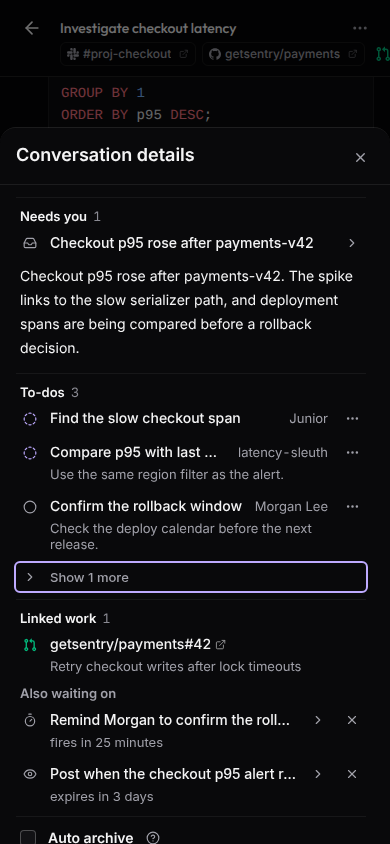 Investigate checkout latency
#proj-checkout
getsentry/payments
GROUP BY 1
ORDER BY p95 DESC;
Conversation details
Needs you 1
Checkout p95 rose after payments-v42
Checkout p95 rose after payments-v42. The spike
links to the slow serializer path, and deployment
spans are being compared before a rollback
decision.
To-dos 3
Find the slow checkout span Junior
Compare p95 with last ... latency-sleuth
Use the same region filter as the alert.
Confirm the rollback window Morgan Lee
Check the deploy calendar before the next
release.
Show 1 more
Linked work 1
getsentry/payments#42
Retry checkout writes after lock timeouts
Also waiting on
Remind Morgan to confirm the roll...
fires in 25 minutes
Post when the checkout p95 alert r...
expires in 3 days
Auto archive